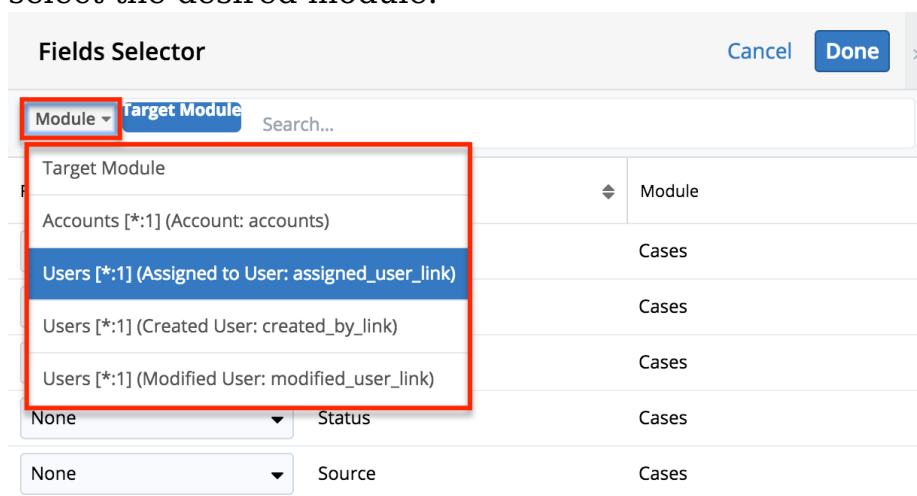 select the desired module.
Fields Selector Cancel Done
Module Target Module Search...
Target Module
Module
Accounts [*:1] (Account: accounts)
Cases
Users [*:1] (Assigned to User: assigned_user_link)
Cases
Users [*:1] (Created User: created_by_link)
Cases
Users [*:1] (Modified User: modified_user_link)
None Status Cases
None Source Cases